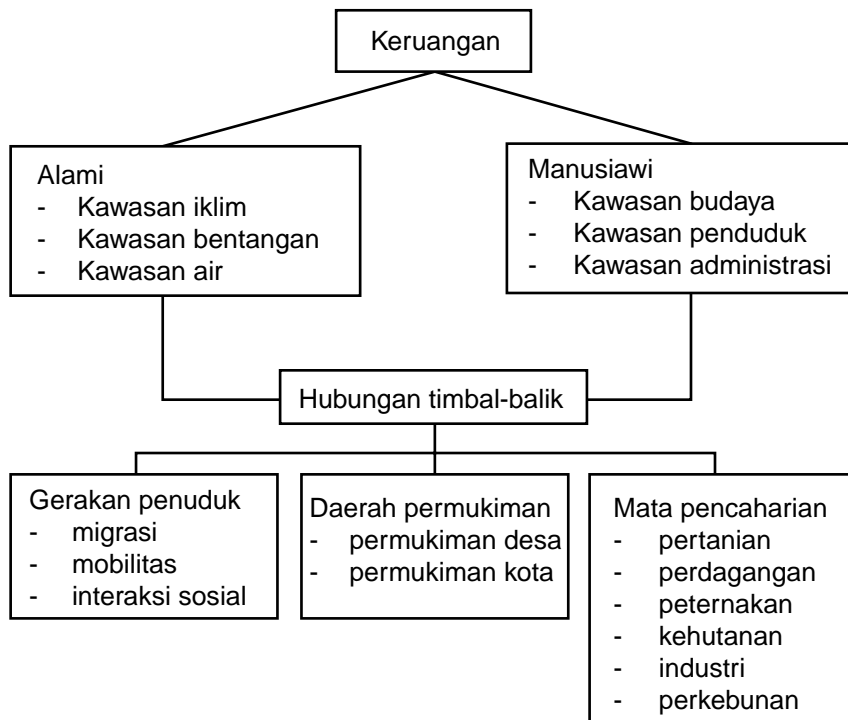 Keruangan
Alami
- Kawasan iklim
- Kawasan bentangan
- Kawasan air
Manusiawi
- Kawasan budaya
- Kawasan penduduk
- Kawasan administrasi
Hubungan timbal-balik
Gerakan penuduk
- migrasi
- mobilitas
- interaksi sosial
Daerah permukiman
- permukiman desa
- permukiman kota
Mata pencaharian
- pertanian
- perdagangan
- peternakan
- kehutanan
- industri
- perkebunan